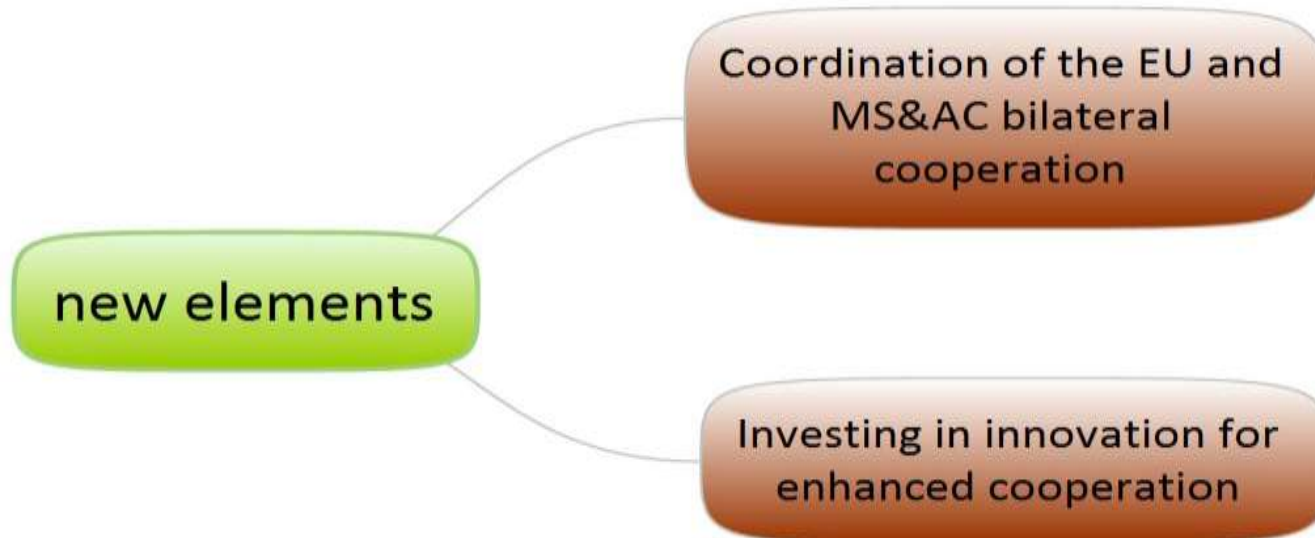 Coordination of the EU and
MS&AC bilateral
cooperation
new elements
Investing in innovation for
enhanced cooperation